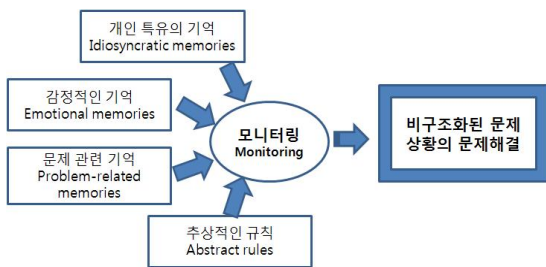 개인 특유의 기억
Idiosyncratic memories
감정적인 기억
Emotional memories
문제 관련 기억
Problem-related
memories
추상적인 규칙
Abstract rules
모니터링
Monitoring
비구조화된 문제
상황의 문제해결